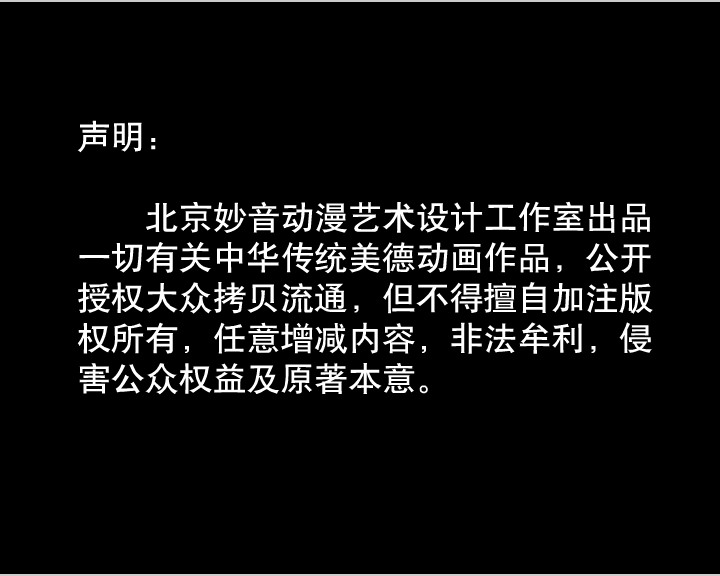 声明：
北京妙音动漫艺术设计工作室出品
一切有关中华传统美德动画作品，公开
授权大众拷贝流通，但不得擅自加注版
权所有，任意增减内容，非法牟利，侵
害公众权益及原著本意。